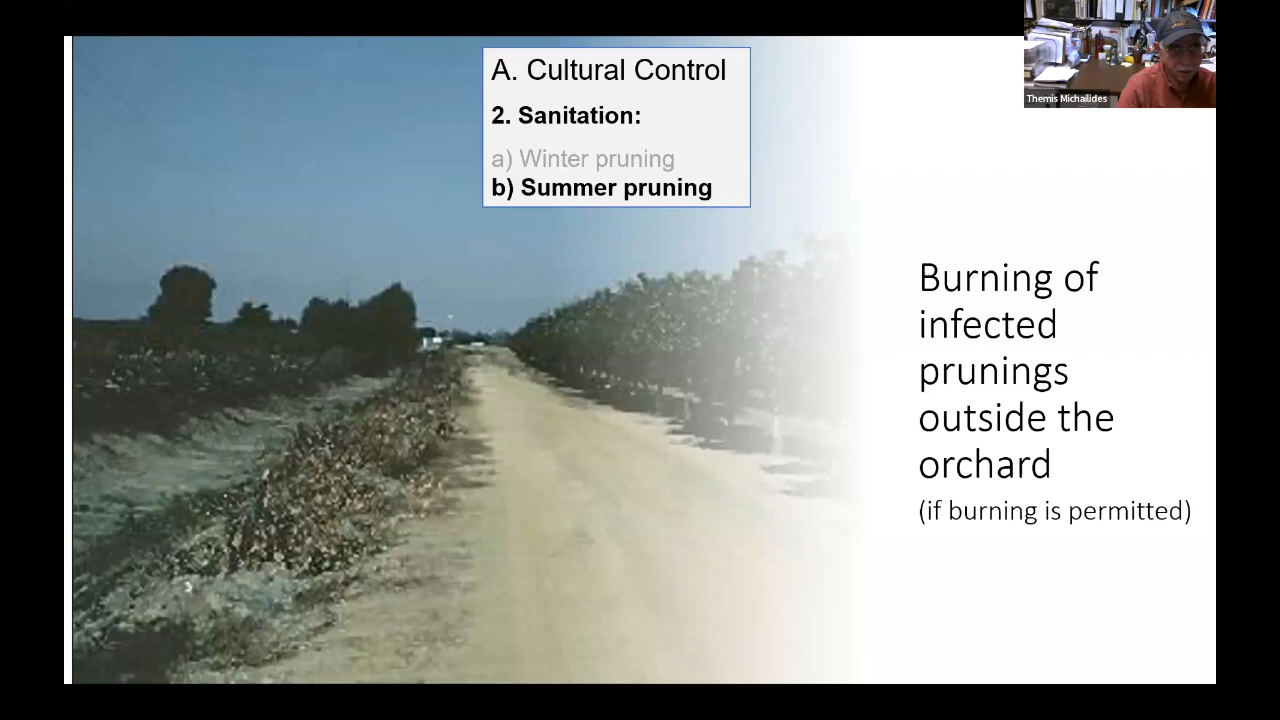 A. Cultural Control
2. Sanitation:
a) Winter pruning
b) Summer pruning
Themis Michailides
Burning of
infected
prunings
outside the
orchard
(if burning is permitted)